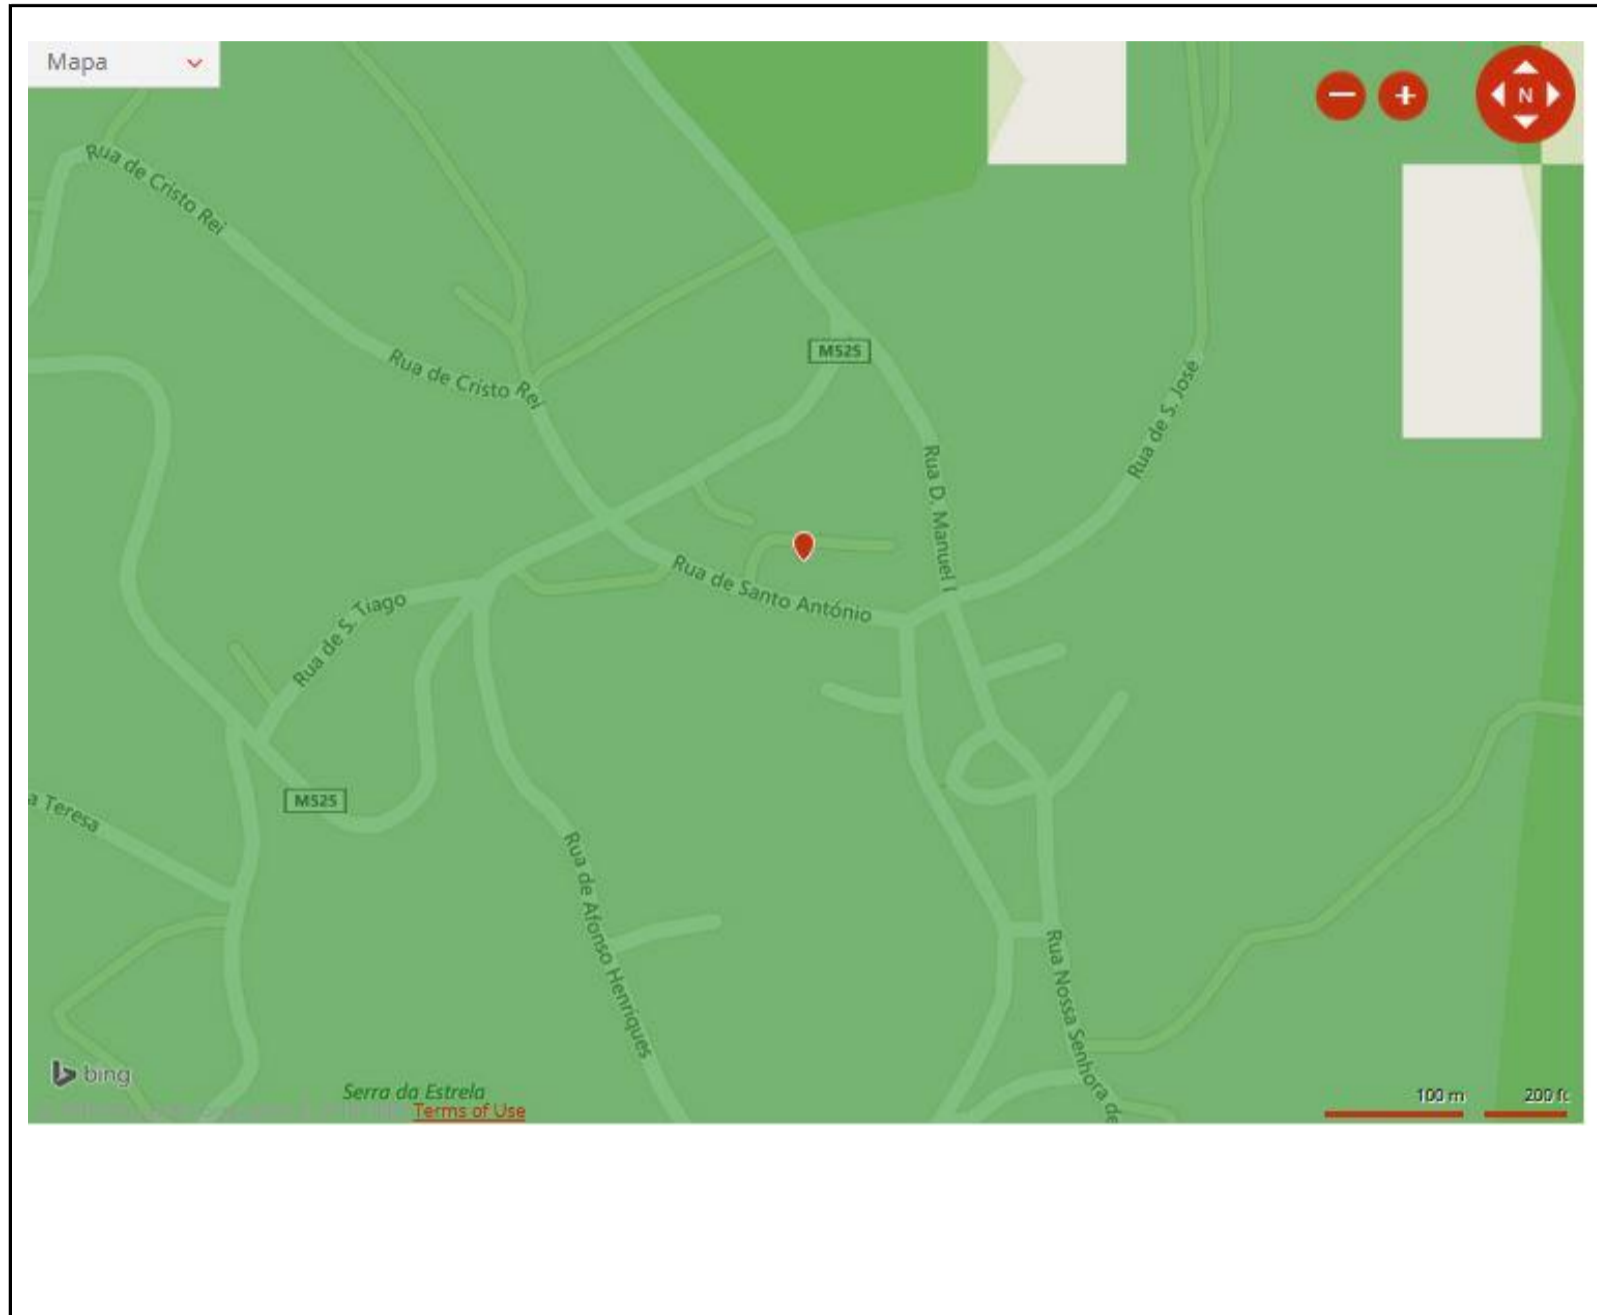 Mapa
N
Rua de Cristo Rei
Rua de Cristo Rei
M525
Rua de S. José
Rua D. Manuel I
Rua de Santo António
Rua de S. Tiago
M525
a Teresa
Rua de Afonso Henriques
Rua Nossa Senhora de
bing
Serra da Estrela
Terms of Use
100 m
200 ft